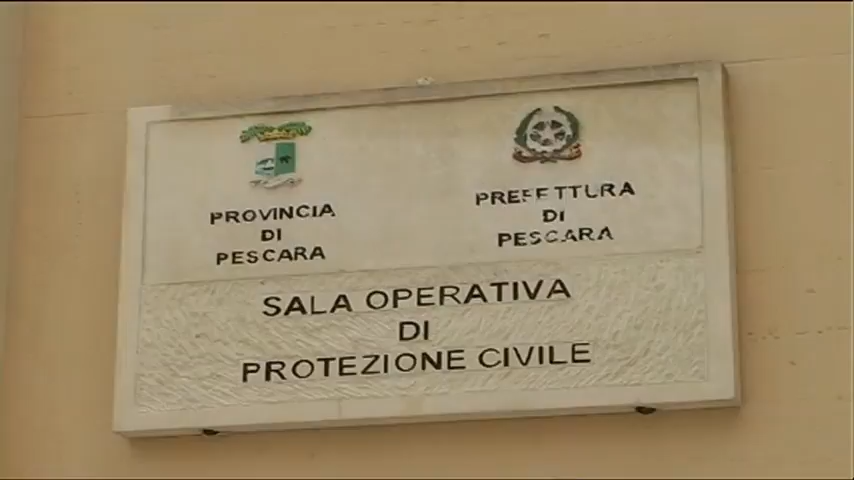 PROVINCIA
DI
PESCARA
PREFETTURA
DI
PESCARA
SALA OPERATIVA
DI
PROTEZIONE CIVILE